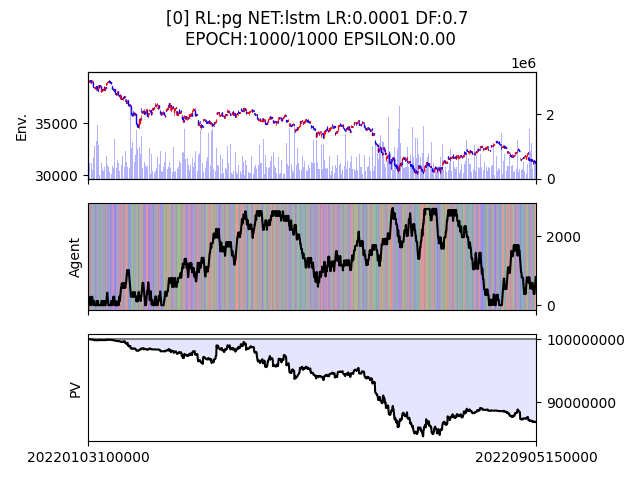 [0] RL:pg NET:lstm LR:0.0001 DF:0.7
EPOCH:1000/1000 EPSILON:0.00
1e6
Env.
35000
30000
2
0
Agent
2000
0
PV
100000000
90000000
20220103100000
20220905150000